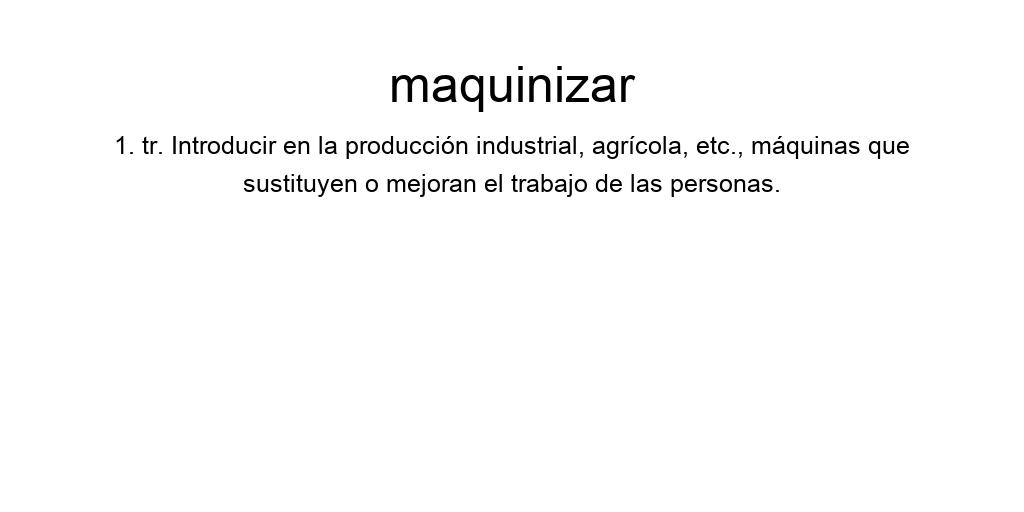 maquinizar
1. tr. Introducir en la producción industrial, agrícola, etc., máquinas que
sustituyen o mejoran el trabajo de las personas.